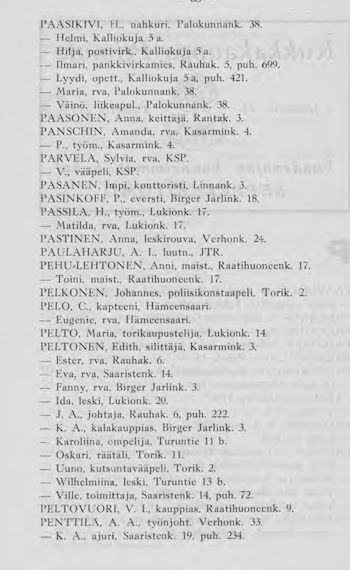 PAASIKIVI, H., nahkuri, Palokunnank. 38.
— Helmi, Kalliokuja 5 a.
— Hilja, postivirk., Kalliokuja 5 a.
— Ilmari, pankkivirkamies, Rauhak. 5, puh. 699.
— Lyydi, opett., Kalliokuja 5 a, puh. 421.
— Maria, rva, Palokunnank. 38.
— Väinö, liikeapul., Palokunnank. 38.
PAASONEN, Anna, keittäjä, Rantak. 3.
PANSCHIN, Amanda, rva, Kasarmink. 4.
— P., työm., Kasarmink. 4.
PARVELA, Sylvia, rva, KSP.
— V., vääpeli, KSP.
PASANEN, Impi, konttoristi, Linnank. 3.
PASINKOFF, P., eversti, Birger Jarlink. 18.
PASSILA, H., työm., Lukionk. 17.
— Matilda, rva, Lukionk. 17.
PASTINEN, Anna, leskirouva, Verhonk. 24.
PAULAHARJU, A. I., luutn., JTR.
PEHU-LEHTONEN, Anni, maist., Raatihuoneenk. 17.
— Toini, maist., Raatihuoneenk. 17.
PELKONEN, Johannes, poliisikonstaapeli, Torik. 2.
PELO, C., kapteeni, Hämeensaari.
— Eugenie, rva, Hämeensaari.
PELTO, Maria, torikaupustelija, Lukionk. 14.
PELTONEN, Edith, silittäjä, Kasarmink. 3.
— Ester, rva, Rauhak. 6.
— Eva, rva, Saaristenk. 14.
— Fanny, rva, Birger Jarlink. 3.
— Ida, leski, Lukionk. 20.
— J. A., johtaja, Rauhak. 6, puh. 222.
— K. A., kalakauppias, Birger Jarlink. 3.
— Karoliina, ompelija, Turuntie 11 b.
— Oskari, räätäli, Torik. 11.
— Uuno, kutsuntavääpeli, Torik. 2.
— Wilhelmiina, leski, Turuntie 13 b.
— Ville, toimittaja, Saaristenk. 14, puh. 72.
PELTOVUORI, V. I., kauppias, Raatihuoneenk. 9.
PENTTILÄ, A. A., työnjoht. Verhonk. 33.
— K. A., ajuri, Saaristenk. 19, puh. 234.